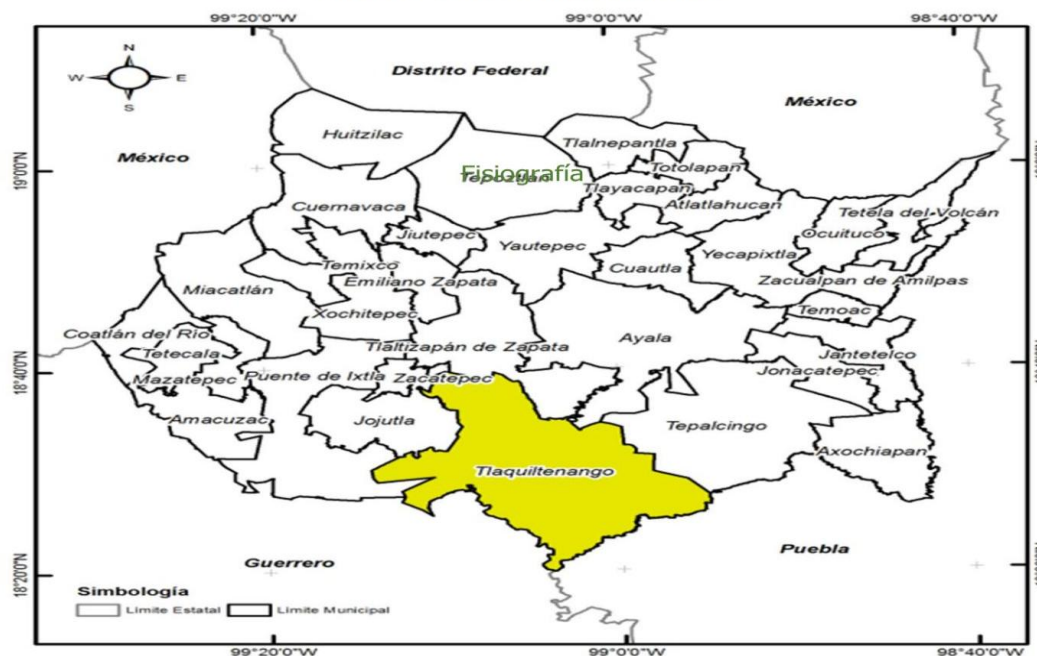 99°20'0"W 99°0'0"W 98°40'0"W
N
W E
S
Distrito Federal
México
México
Huitzilac
Tlalnepantla
Totolapan
Fisiografía
Tepoztlán
Tlayacapan
Atlatlahucan
19°0'0"N
Cuernavaca
Tetela del Volcán
Jiutepec
Ocuituco
Yautepec
Yecapixtla
Temixco
Cuautla
Emiliano Zapata
Zacualpan de Amilpas
Miacatlán
Xochitepec
Temoac
Coatlán del Río
Ayala
Tetecala
Tlaltizapán de Zapata
Jantetelco
Mazatepec
Puente de Ixtla
Zacatepec
Jonacatepec
18°40'0"N
Amacuzac
Jojutla
Tepalcingo
Axochiapan
Tlaquiltenango
Guerrero
Puebla
18°20'0"N
Simbología
Límite Estatal Límite Municipal
99°20'0"W 99°0'0"W 98°40'0"W